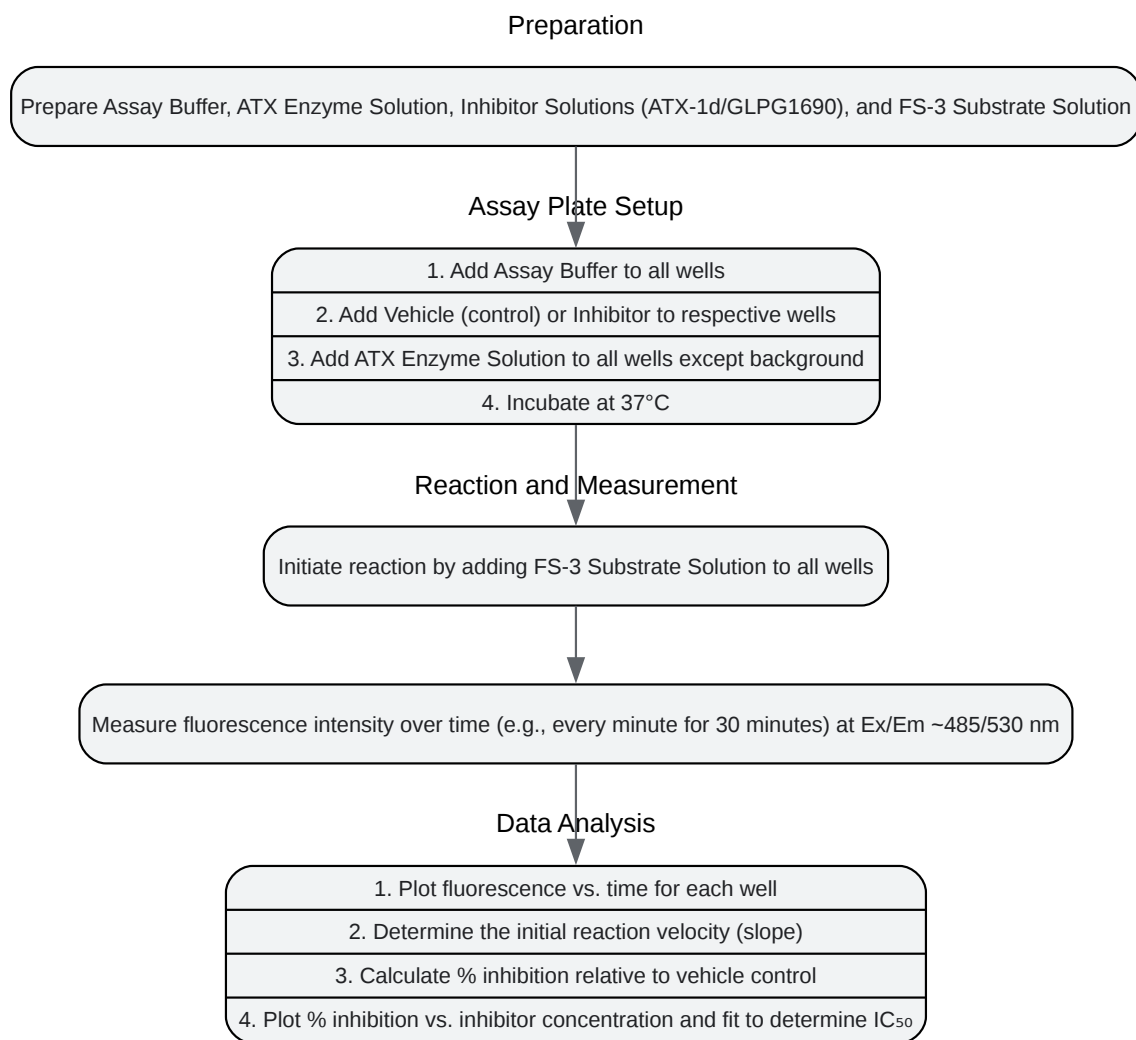 Preparation
Prepare Assay Buffer, ATX Enzyme Solution, Inhibitor Solutions (ATX-1d/GLPG1690), and FS-3 Substrate Solution
Assay Plate Setup
1. Add Assay Buffer to all wells
2. Add Vehicle (control) or Inhibitor to respective wells
3. Add ATX Enzyme Solution to all wells except background
4. Incubate at 37°C
Reaction and Measurement
Initiate reaction by adding FS-3 Substrate Solution to all wells
Measure fluorescence intensity over time (e.g., every minute for 30 minutes) at Ex/Em ~485/530 nm
Data Analysis
1. Plot fluorescence vs. time for each well
2. Determine the initial reaction velocity (slope)
3. Calculate % inhibition relative to vehicle control
4. Plot % inhibition vs. inhibitor concentration and fit to determine IC₅₀